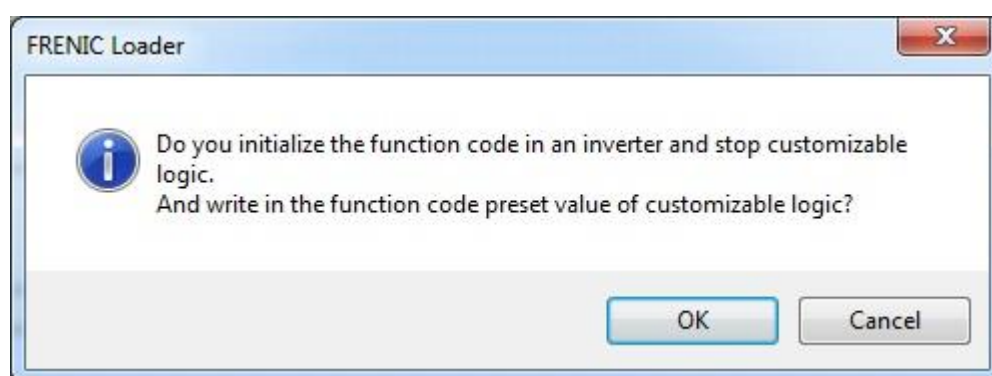 FRENIC Loader
Do you initialize the function code in an inverter and stop customizable
logic.
And write in the function code preset value of customizable logic?
OK
Cancel